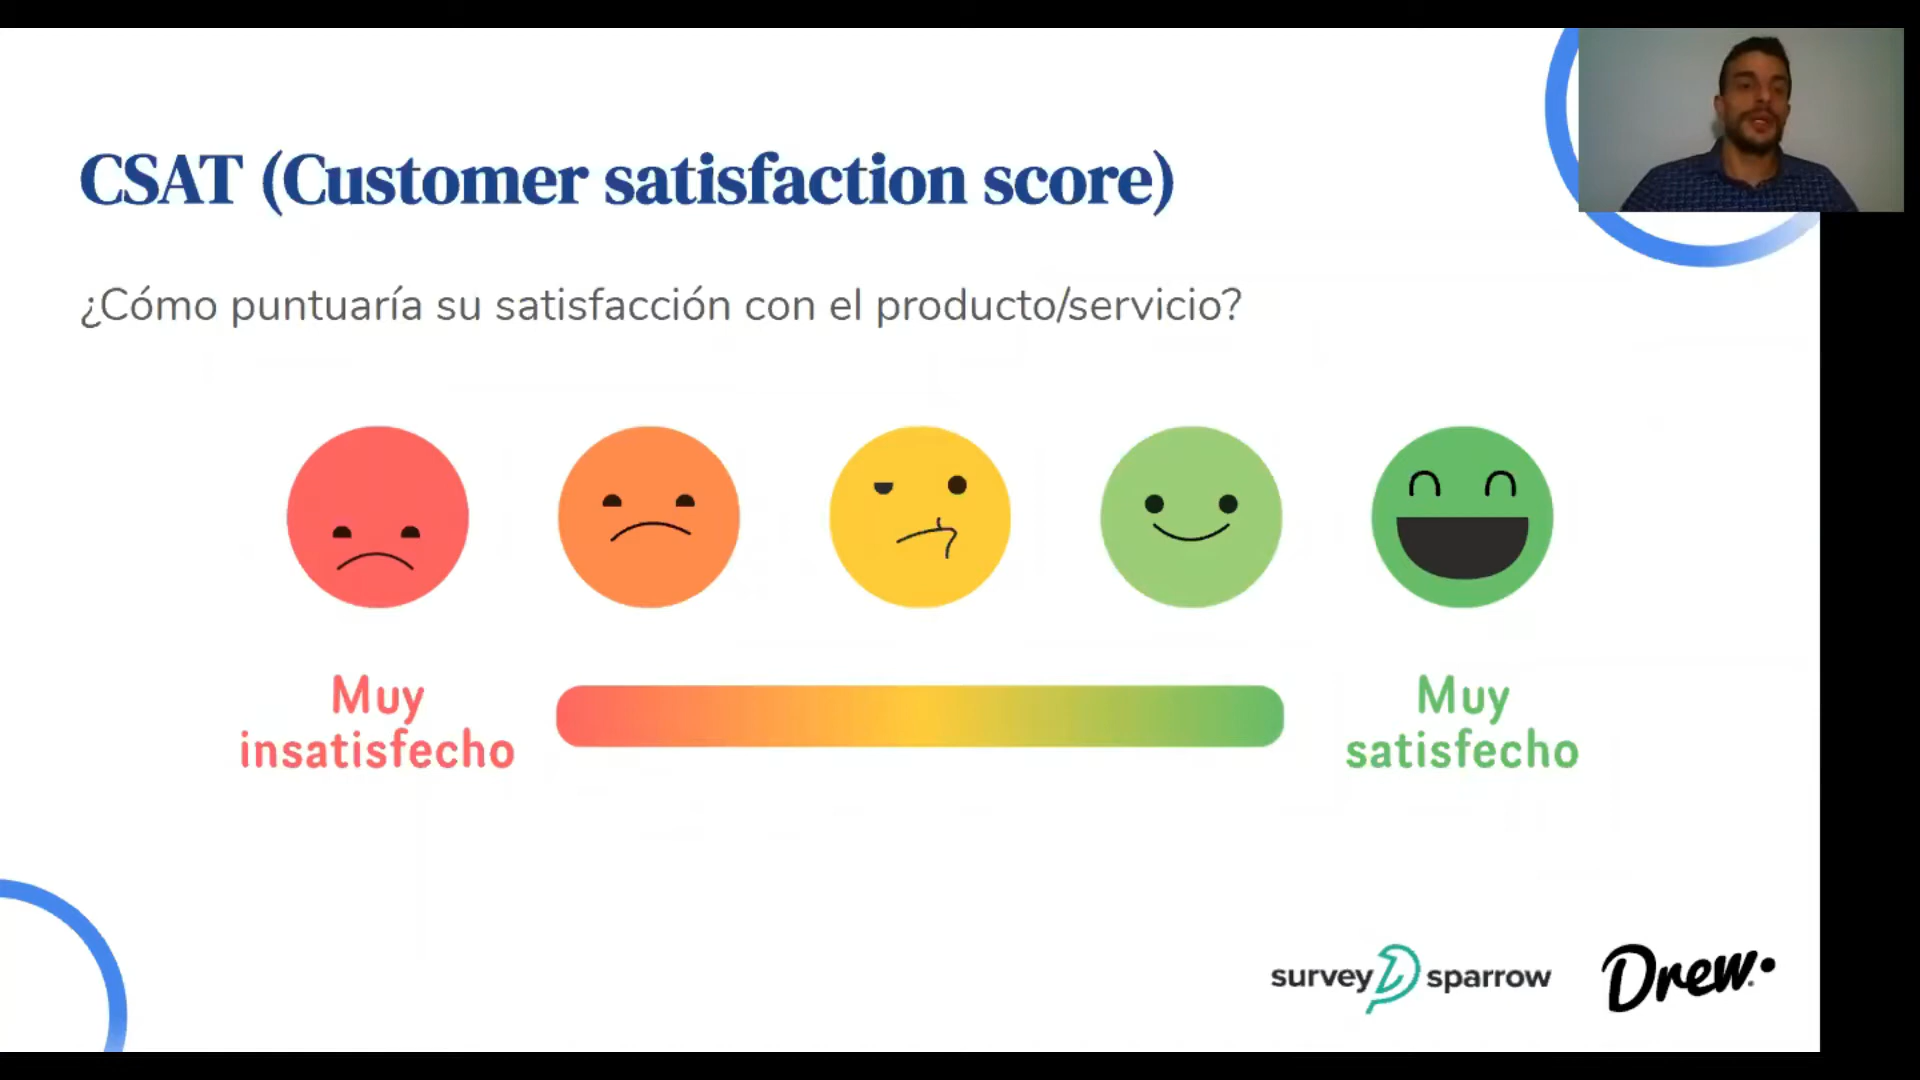 CSAT (Customer satisfaction score)
¿Cómo puntuaría su satisfacción con el producto/servicio?
Muy
insatisfecho
Muy
satisfecho
survey sparrow
Drew.